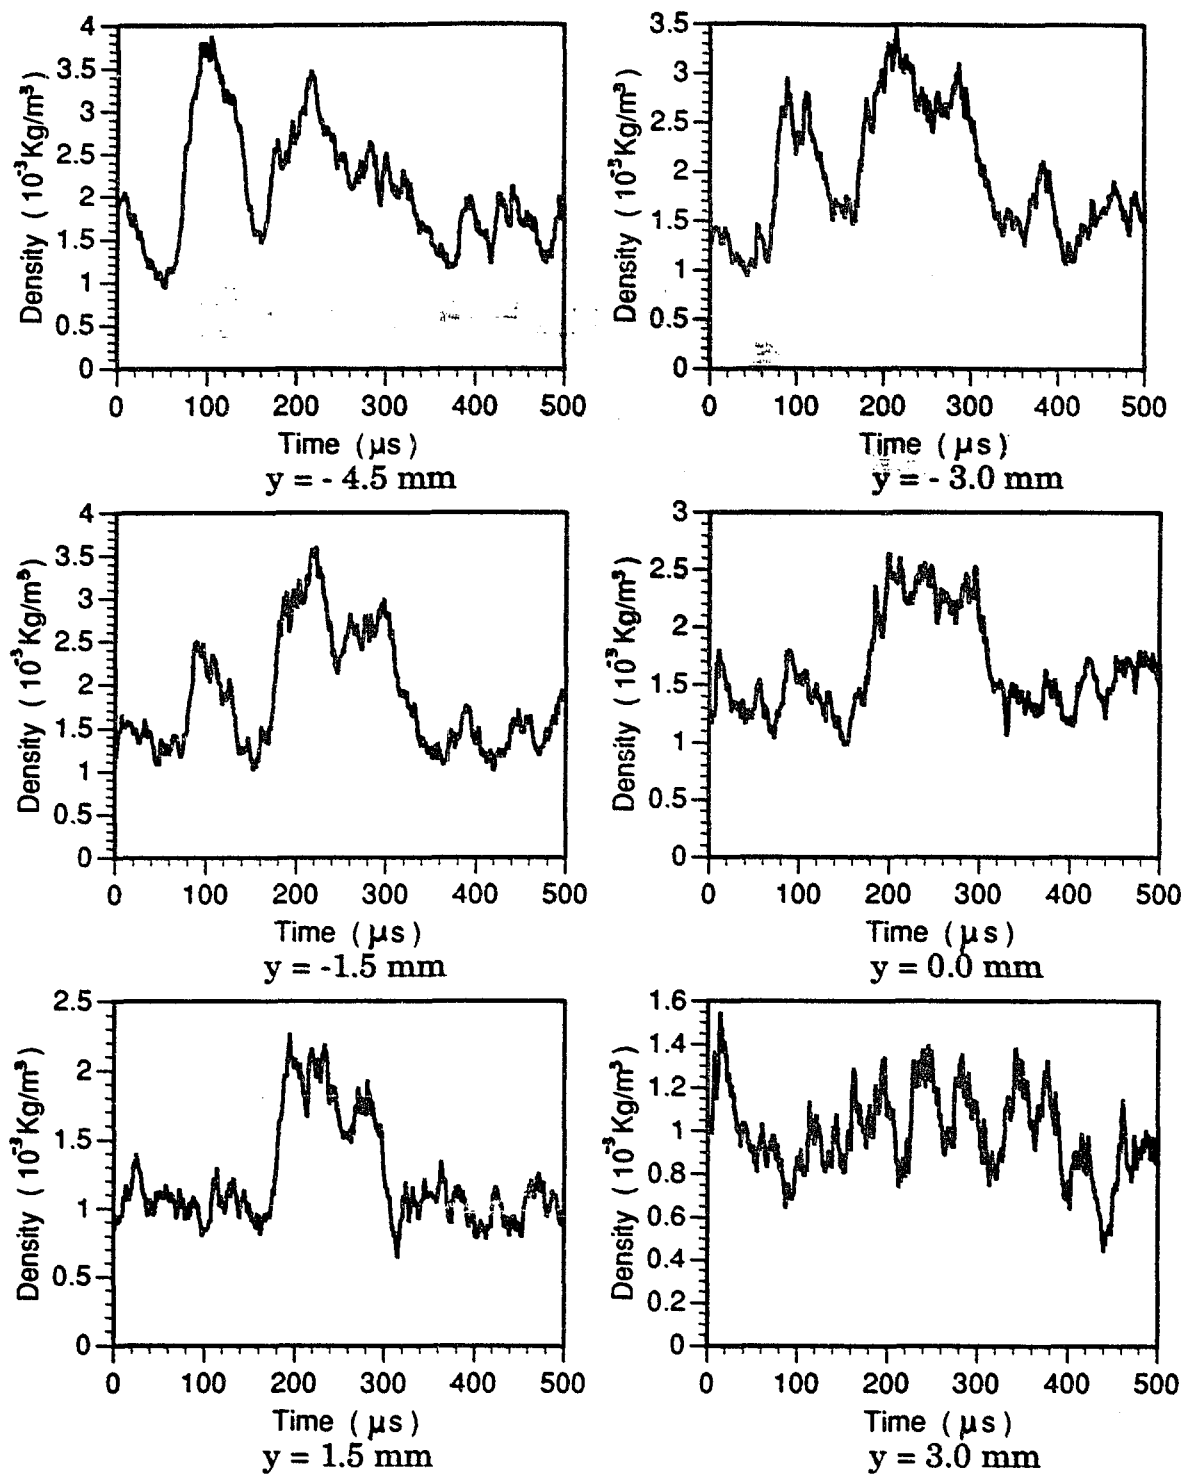 4
3.5
3
2.5
2
1.5
1
0.5
0
Density ( 10⁻³Kg/m³)
0 100 200 300 400 500
Time (µs)
y = - 4.5 mm
3.5
3
2.5
2
1.5
1
0.5
0
Density ( 10⁻³Kg/m³)
0 100 200 300 400 500
Time (µs)
y = - 3.0 mm
4
3.5
3
2.5
2
1.5
1
0.5
0
Density ( 10⁻³Kg/m³)
0 100 200 300 400 500
Time (µs)
y = -1.5 mm
3
2.5
2
1.5
1
0.5
0
Density ( 10⁻³Kg/m³)
0 100 200 300 400 500
Time (µs)
y = 0.0 mm
2.5
2
1.5
1
0.5
0
Density ( 10⁻³Kg/m³)
0 100 200 300 400 500
Time (µs)
y = 1.5 mm
1.6
1.4
1.2
1
0.8
0.6
0.4
0.2
0
Density ( 10⁻³Kg/m³)
0 100 200 300 400 500
Time (µs)
y = 3.0 mm